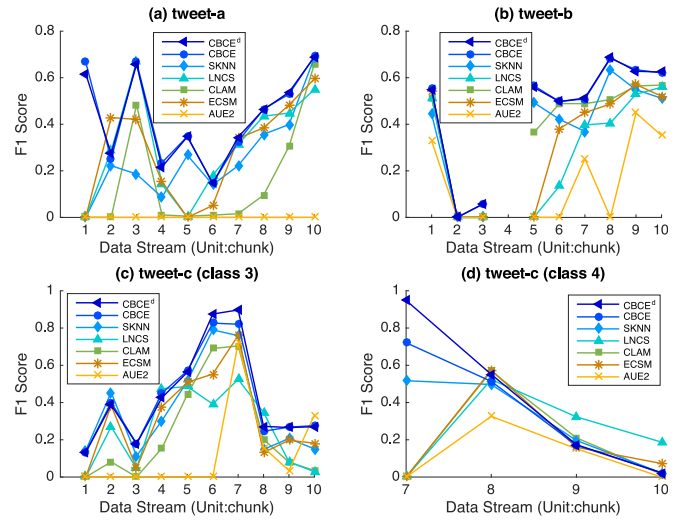 (a) tweet-a
0.8
0.6
0.4
0.2
0
F1 Score
CBCEᵈ
CBCE
SKNN
LNCS
CLAM
ECSM
AUE2
1 2 3 4 5 6 7 8 9 10
Data Stream (Unit:chunk)
(b) tweet-b
0.8
0.6
0.4
0.2
0
F1 Score
CBCEᵈ
CBCE
SKNN
LNCS
CLAM
ECSM
AUE2
1 2 3 4 5 6 7 8 9 10
Data Stream (Unit:chunk)
(c) tweet-c (class 3)
1
0.8
0.6
0.4
0.2
0
F1 Score
CBCEᵈ
CBCE
SKNN
LNCS
CLAM
ECSM
AUE2
1 2 3 4 5 6 7 8 9 10
Data Stream (Unit:chunk)
(d) tweet-c (class 4)
1
0.8
0.6
0.4
0.2
0
F1 Score
CBCEᵈ
CBCE
SKNN
LNCS
CLAM
ECSM
AUE2
7 8 9 10
Data Stream (Unit:chunk)